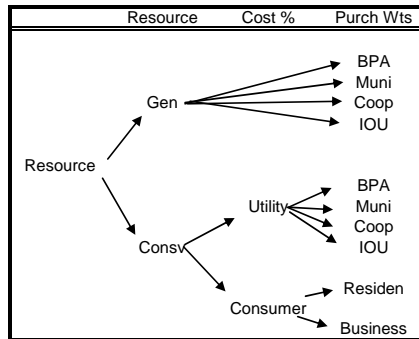 Resource Cost % Purch Wts
BPA
Muni
Gen
Coop
IOU
Resource
BPA
Utility
Muni
Coop
Consv
IOU
Residen
Consumer
Business